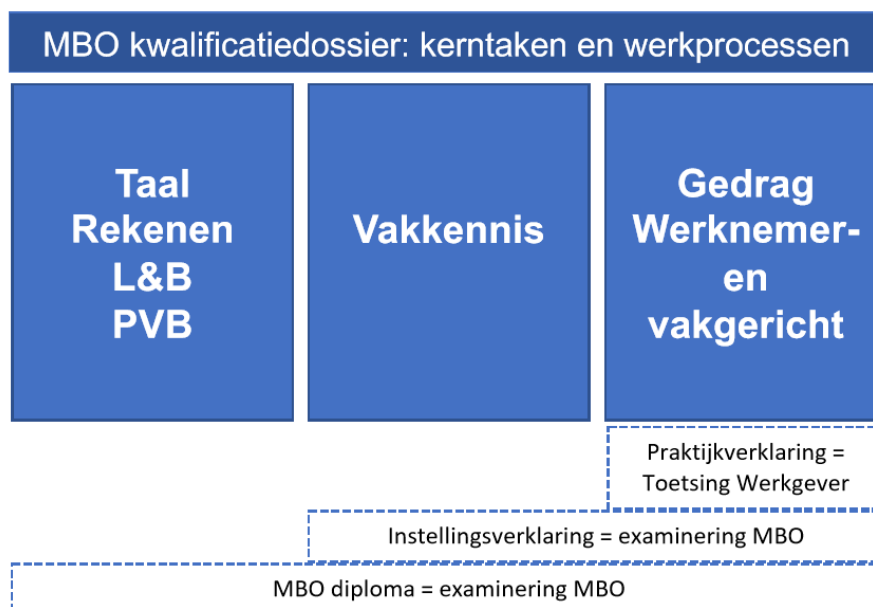 MBO kwalificatiedossier: kerntaken en werkprocessen
Taal
Rekenen
L&B
PVB
Vakkennis
Gedrag
Werknemer-
en
vakgericht
Praktijkverklaring =
Toetsing Werkgever
Instellingsverklaring = examinering MBO
MBO diploma = examinering MBO